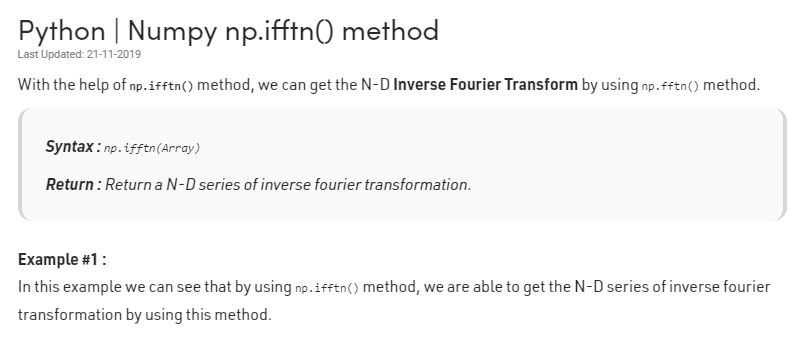 Python | Numpy np.ifftn() method
Last Updated: 21-11-2019
With the help of np.ifftn() method, we can get the N-D Inverse Fourier Transform by using np.fftn() method.
Syntax : np.ifftn(Array)
Return : Return a N-D series of inverse fourier transformation.
Example #1 :
In this example we can see that by using np.ifftn() method, we are able to get the N-D series of inverse fourier
transformation by using this method.